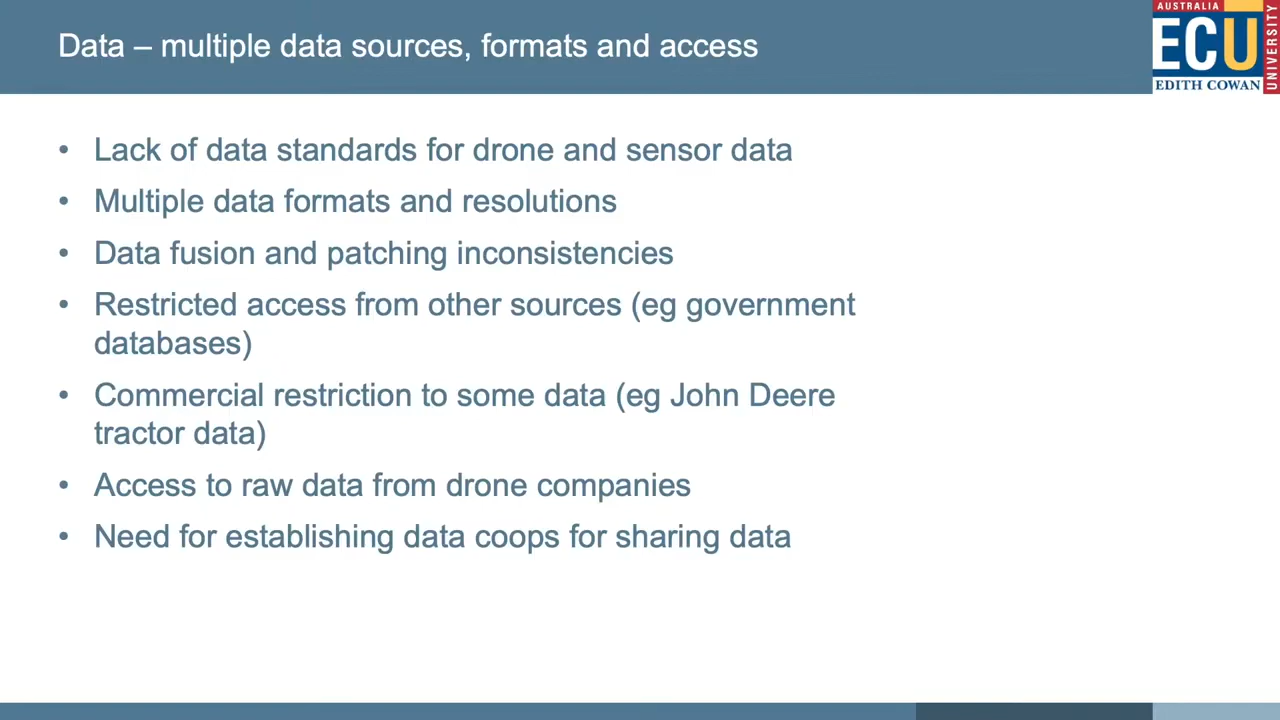 Data – multiple data sources, formats and access
AUSTRALIA
ECU
EDITH COWAN
UNIVERSITY
• Lack of data standards for drone and sensor data
• Multiple data formats and resolutions
• Data fusion and patching inconsistencies
• Restricted access from other sources (eg government
databases)
• Commercial restriction to some data (eg John Deere
tractor data)
• Access to raw data from drone companies
• Need for establishing data coops for sharing data